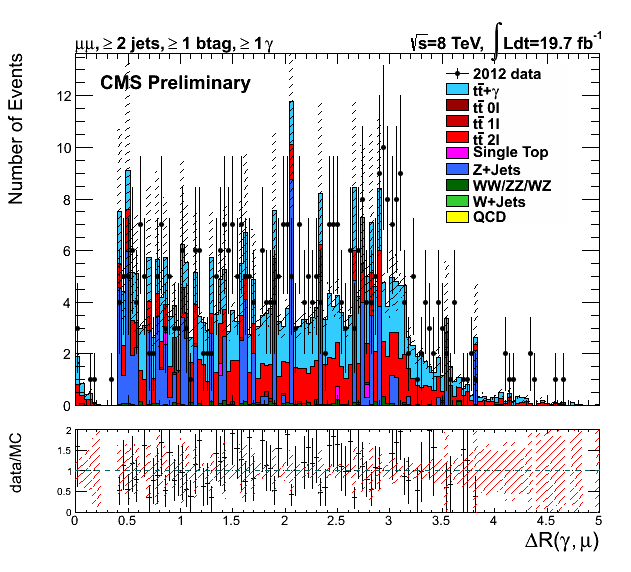 μμ, ≥ 2 jets, ≥ 1 btag, ≥ 1 γ
√s=8 TeV, ∫ Ldt=19.7 fb⁻¹
CMS Preliminary
Number of Events
12
10
8
6
4
2
0
2012 data
tt̄+γ
tt̄ 0l
tt̄ 1l
tt̄ 2l
Single Top
Z+Jets
WW/ZZ/WZ
W+Jets
QCD
data/MC
2
1.5
1
0.5
0
0 0.5 1 1.5 2 2.5 3 3.5 4 4.5 5
ΔR(γ, μ)